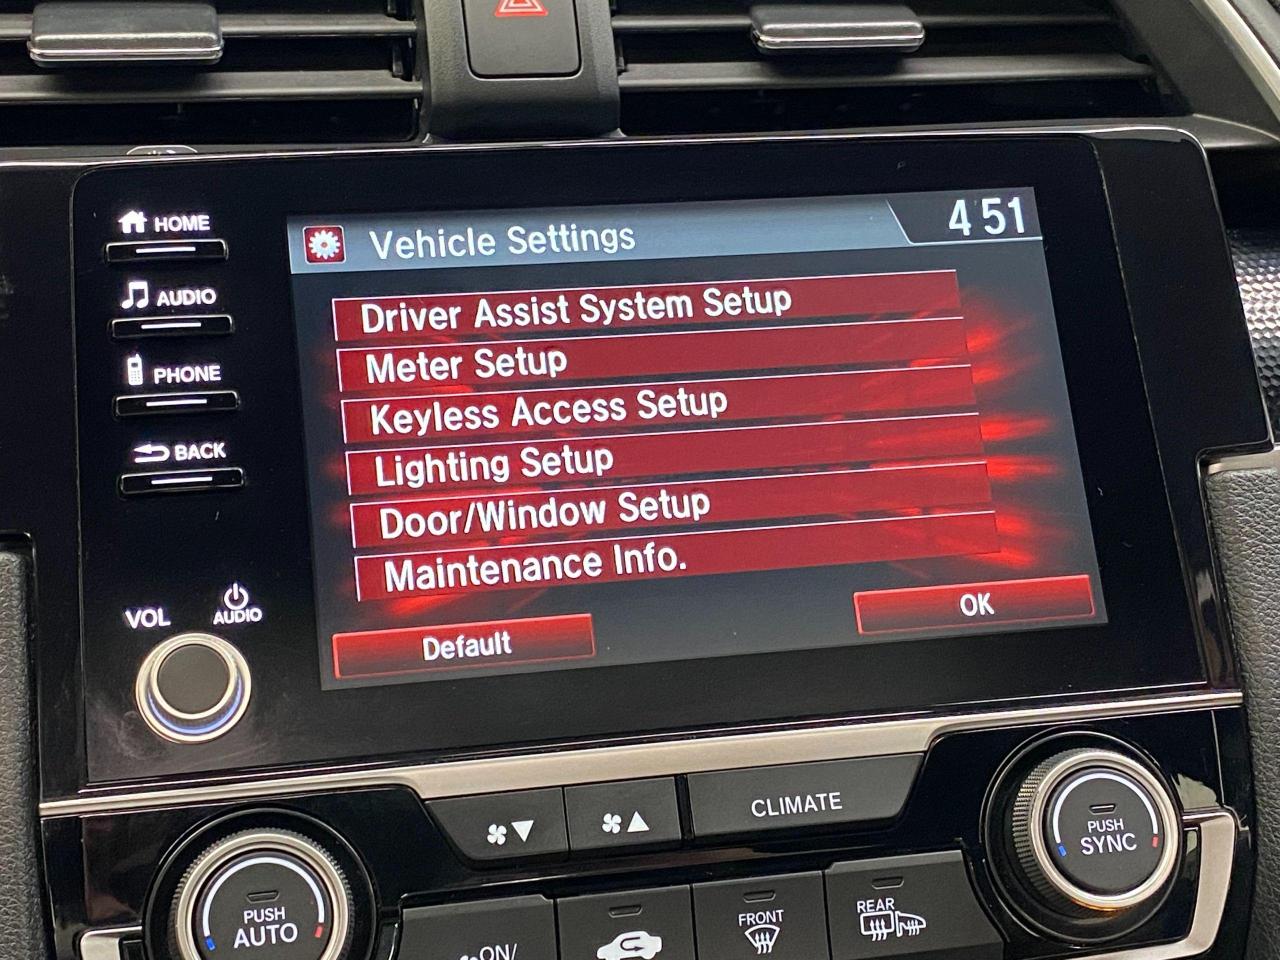 HOME
Vehicle Settings
4 51
AUDIO
Driver Assist System Setup
Meter Setup
PHONE
Keyless Access Setup
BACK
Lighting Setup
Door/Window Setup
Maintenance Info.
VOL
AUDIO
Default
OK
CLIMATE
PUSH
SYNC
PUSH
AUTO
ON/
FRONT
REAR